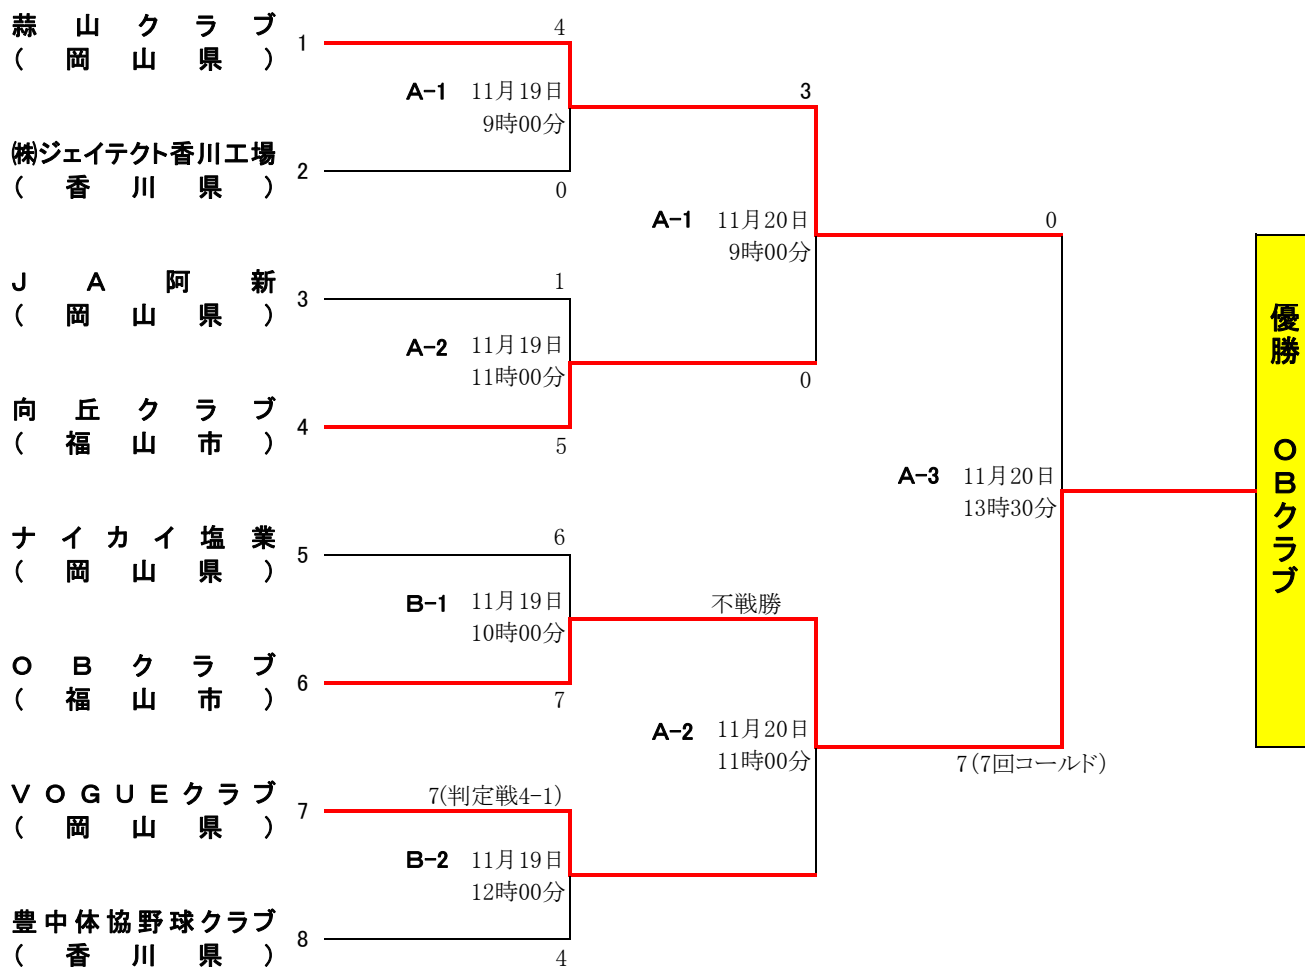 蒜山クラブ
(岡山県)
1
4
A-1 11月19日
9時00分
3
㈱ジェイテクト香川工場
(香川県)
2
0
A-1 11月20日
9時00分
0
JA阿新
(岡山県)
3
1
A-2 11月19日
11時00分
0
向丘クラブ
(福山市)
4
5
A-3 11月20日
13時30分
優勝 OBクラブ
ナイカイ塩業
(岡山県)
5
6
B-1 11月19日
10時00分
不戦勝
OBクラブ
(福山市)
6
7
A-2 11月20日
11時00分
7(7回コールド)
VOGUEクラブ
(岡山県)
7
7(判定戦4-1)
B-2 11月19日
12時00分
豊中体協野球クラブ
(香川県)
8
4